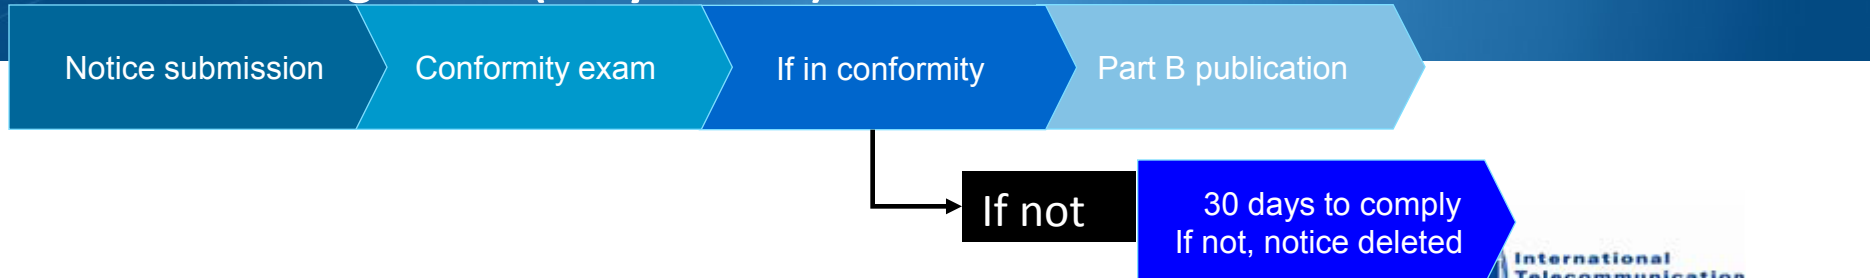 Notice submission
Conformity exam
If in conformity
Part B publication
If not
30 days to comply
If not, notice deleted
International
Telecommunication